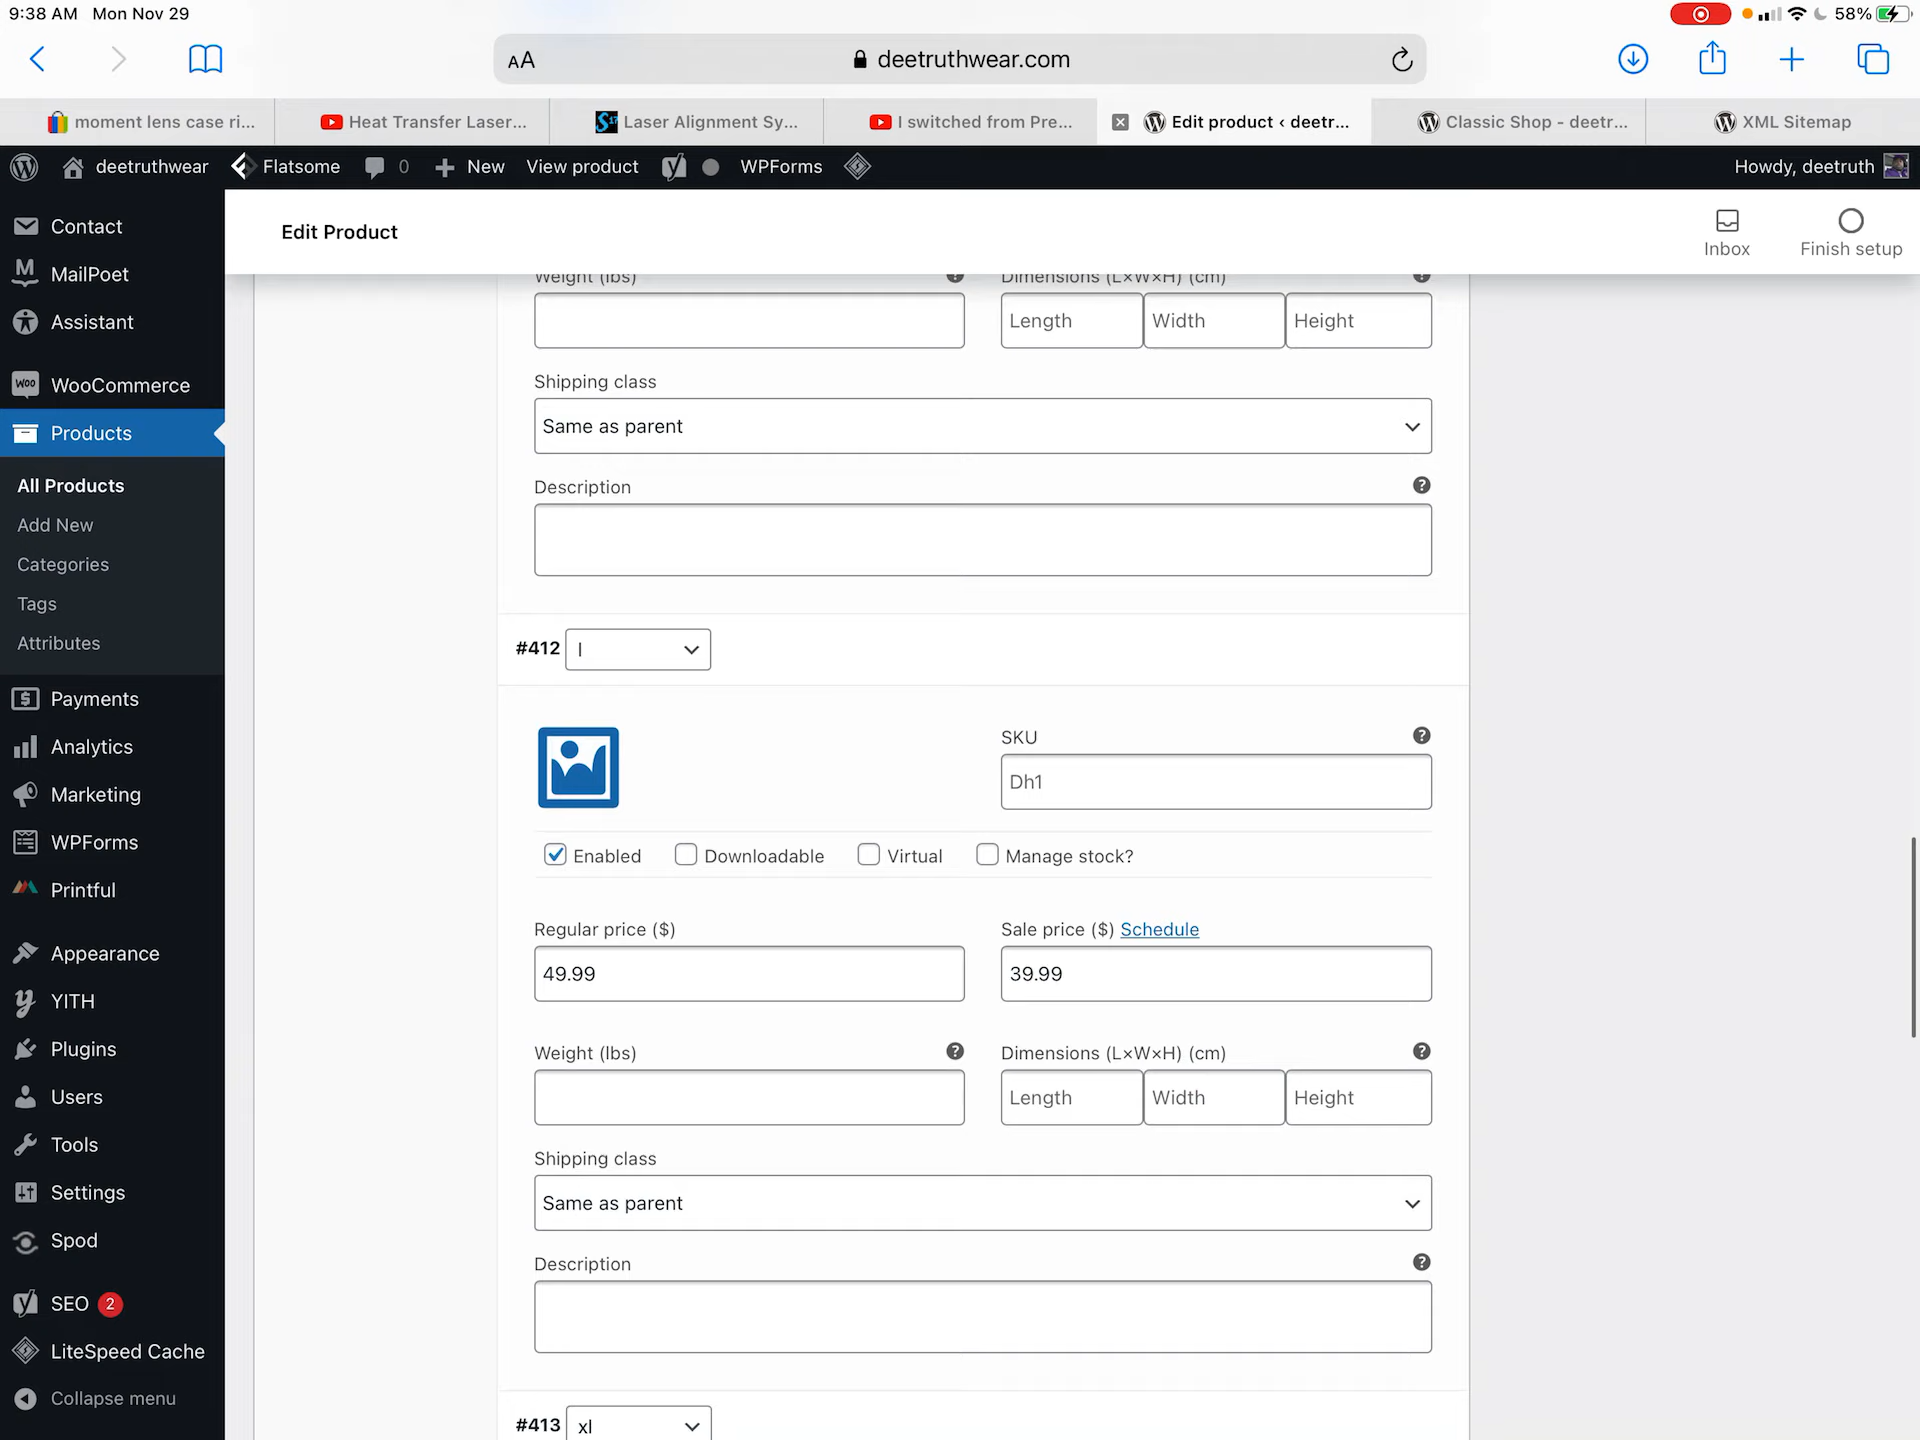 9:38 AM Mon Nov 29
58%
AA
deetruthwear.com
moment lens case ri...
Heat Transfer Laser...
Laser Alignment Sy...
I switched from Pre...
Edit product ‹ deetr...
Classic Shop - deetr...
XML Sitemap
deetruthwear
Flatsome
0
New
View product
WPForms
Howdy, deetruth
Contact
MailPoet
Assistant
WooCommerce
Products
All Products
Add New
Categories
Tags
Attributes
Payments
Analytics
Marketing
WPForms
Printful
Appearance
YITH
Plugins
Users
Tools
Settings
Spod
SEO 2
LiteSpeed Cache
Collapse menu
Edit Product
Inbox
Finish setup
Weight (lbs)
Dimensions (L×W×H) (cm)
Length Width Height
Shipping class
Same as parent
Description
#412 l
SKU
Dh1
Enabled Downloadable Virtual Manage stock?
Regular price ($)
49.99
Sale price ($) Schedule
39.99
Weight (lbs)
Dimensions (L×W×H) (cm)
Length Width Height
Shipping class
Same as parent
Description
#413 xl